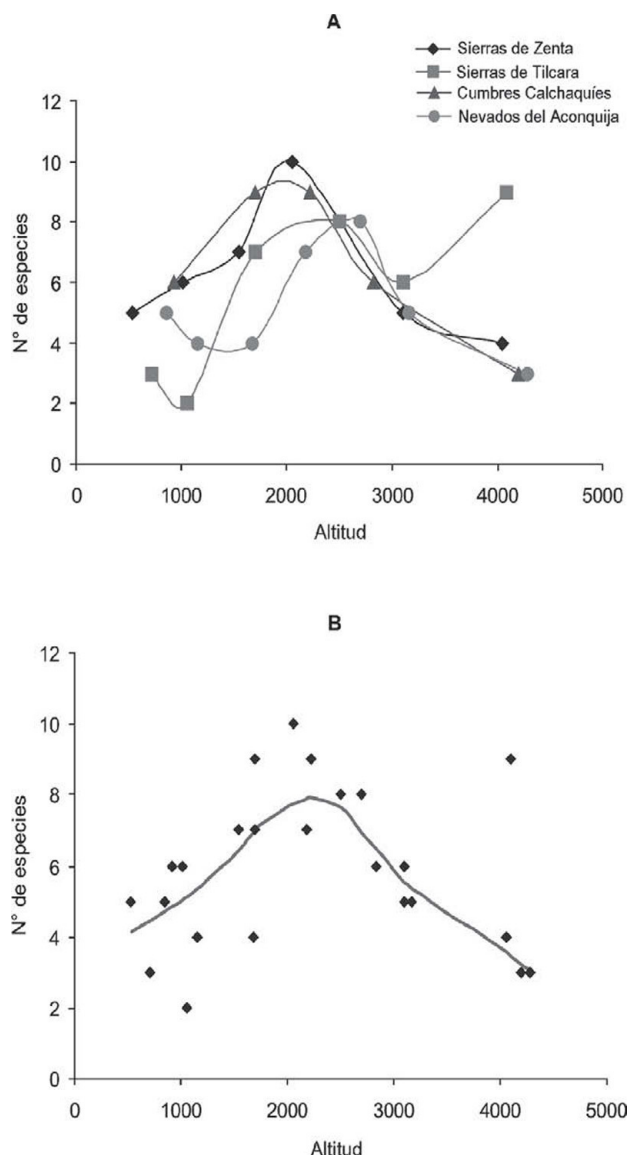 A
Sierras de Zenta
Sierras de Tilcara
Cumbres Calchaquíes
Nevados del Aconquija
12
10
8
6
4
2
0
N° de especies
0 1000 2000 3000 4000 5000
Altitud
B
12
10
8
6
4
2
0
N° de especies
0 1000 2000 3000 4000 5000
Altitud